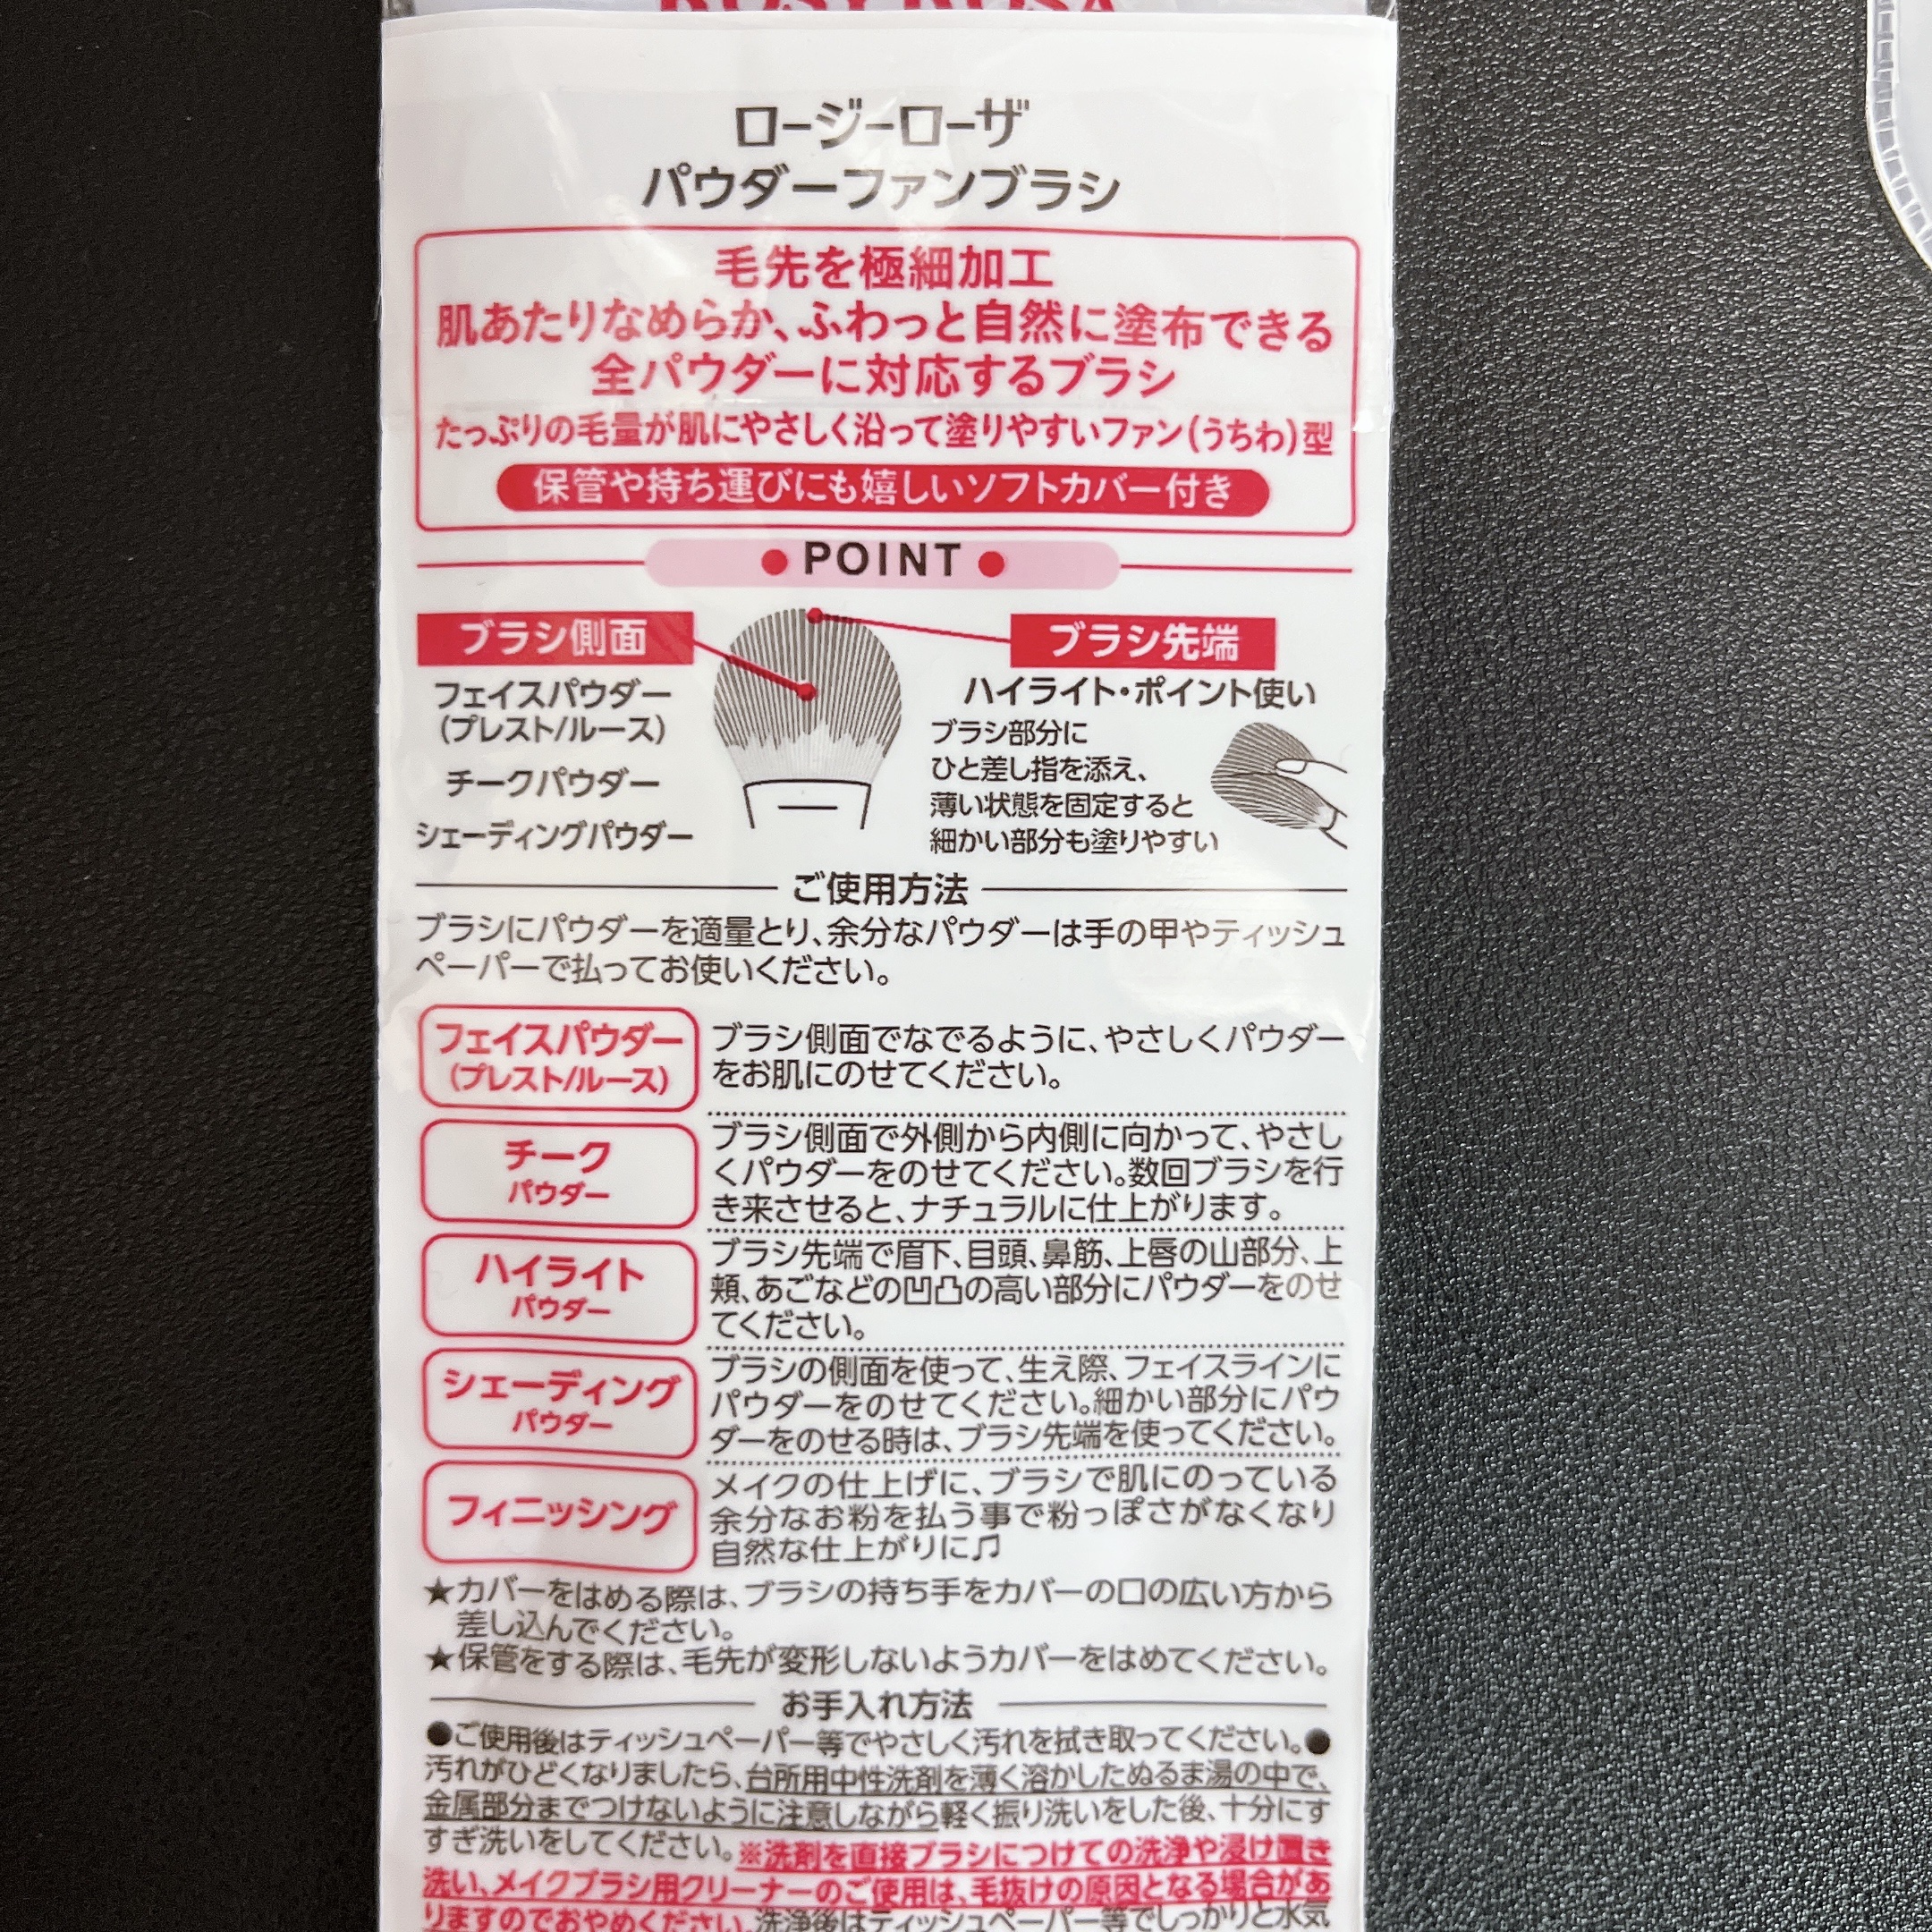 ロージーローザ
パウダーファンブラシ
毛先を極細加工
肌あたりなめらか、ふわっと自然に塗布できる
全パウダーに対応するブラシ
たっぷりの毛量が肌にやさしく沿って塗りやすいファン(うちわ)型
保管や持ち運びにも嬉しいソフトカバー付き
●POINT●
ブラシ側面
フェイスパウダー
(プレスト/ルース)
チークパウダー
シェーディングパウダー
ブラシ先端
ハイライト・ポイント使い
ブラシ部分に
ひと差し指を添え、
薄い状態を固定すると
細かい部分も塗りやすい
ご使用方法
ブラシにパウダーを適量とり、余分なパウダーは手の甲やティッシュ
ペーパーで払ってお使いください。
フェイスパウダー
(プレスト/ルース)
ブラシ側面でなでるように、やさしくパウダー
をお肌にのせてください。
チーク
パウダー
ブラシ側面で外側から内側に向かって、やさし
くパウダーをのせてください。数回ブラシを行
き来させると、ナチュラルに仕上がります。
ハイライト
パウダー
ブラシ先端で眉下、目頭、鼻筋、上唇の山部分、上
頬、あごなどの凹凸の高い部分にパウダーをのせ
てください。
シェーディング
パウダー
ブラシの側面を使って、生え際、フェイスラインに
パウダーをのせてください。細かい部分にパウ
ダーをのせる時は、ブラシ先端を使ってください。
フィニッシング
メイクの仕上げに、ブラシで肌にのっている
余分なお粉を払う事で粉っぽさがなくなり
自然な仕上がりに♫
★カバーをはめる際は、ブラシの持ち手をカバーの口の広い方から
差し込んでください。
★保管をする際は、毛先が変形しないようカバーをはめてください。
お手入れ方法
●ご使用後はティッシュペーパー等でやさしく汚れを拭き取ってください。●
汚れがひどくなりましたら、台所用中性洗剤を薄く溶かしたぬるま湯の中で、
金属部分までつけないように注意しながら軽く振り洗いをした後、十分にす
すぎ洗いをしてください。※洗剤を直接ブラシにつけての洗浄や浸け置き
洗い、メイクブラシ用クリーナーのご使用は、毛抜けの原因となる場合があ
りますのでおやめください。洗浄後はティッシュペーパー等でしっかりと水気